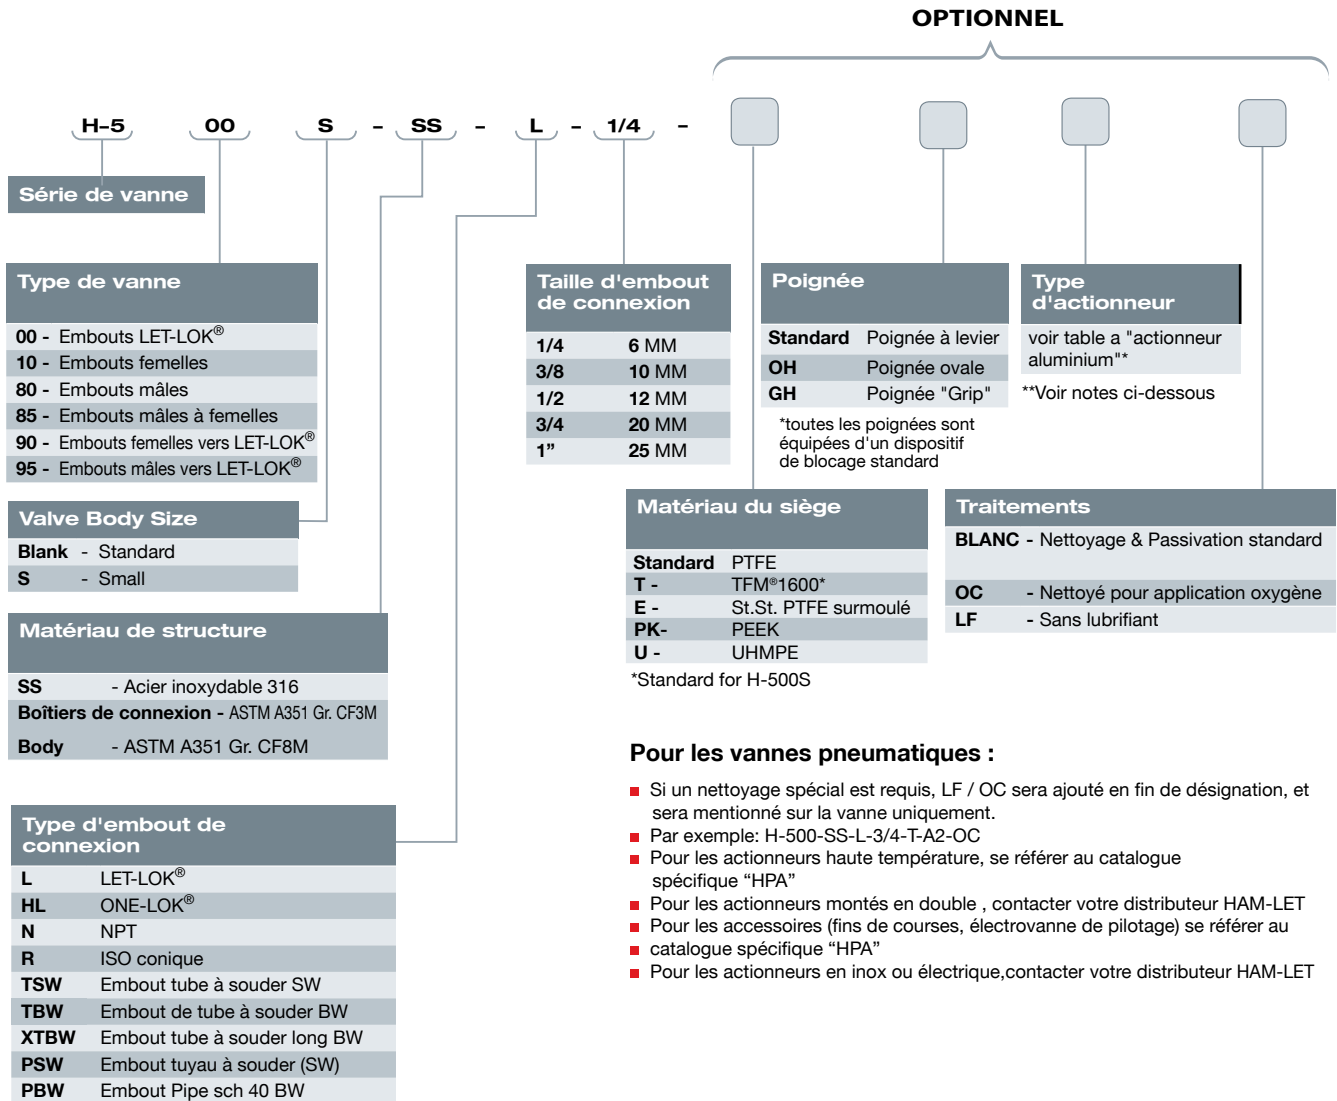 OPTIONNEL
H-5 00 S - SS - L - 1/4 -
Série de vanne
Type de vanne
00 - Embouts LET-LOK®
10 - Embouts femelles
80 - Embouts mâles
85 - Embouts mâles à femelles
90 - Embouts femelles vers LET-LOK®
95 - Embouts mâles vers LET-LOK®
Valve Body Size
Blank - Standard
S - Small
Matériau de structure
SS - Acier inoxydable 316
Boîtiers de connexion - ASTM A351 Gr. CF3M
Body - ASTM A351 Gr. CF8M
Type d'embout de
connexion
L LET-LOK®
HL ONE-LOK®
N NPT
R ISO conique
TSW Embout tube à souder SW
TBW Embout de tube à souder BW
XTBW Embout tube à souder long BW
PSW Embout tuyau à souder (SW)
PBW Embout Pipe sch 40 BW
Taille d'embout
de connexion
1/4 6 MM
3/8 10 MM
1/2 12 MM
3/4 20 MM
1” 25 MM
Poignée
Standard Poignée à levier
OH Poignée ovale
GH Poignée "Grip"
*toutes les poignées sont
équipées d'un dispositif
de blocage standard
Type
d'actionneur
voir table a "actionneur
aluminium"*
**Voir notes ci-dessous
Matériau du siège
Standard PTFE
T - TFM®1600*
E - St.St. PTFE surmoulé
PK- PEEK
U - UHMPE
*Standard for H-500S
Traitements
BLANC - Nettoyage & Passivation standard
OC - Nettoyé pour application oxygène
LF - Sans lubrifiant
Pour les vannes pneumatiques :
Si un nettoyage spécial est requis, LF / OC sera ajouté en fin de désignation, et
sera mentionné sur la vanne uniquement.
Par exemple: H-500-SS-L-3/4-T-A2-OC
Pour les actionneurs haute température, se référer au catalogue
spécifique “HPA”
Pour les actionneurs montés en double , contacter votre distributeur HAM-LET
Pour les accessoires (fins de courses, électrovanne de pilotage) se référer au
catalogue spécifique “HPA”
Pour les actionneurs en inox ou électrique,contacter votre distributeur HAM-LET